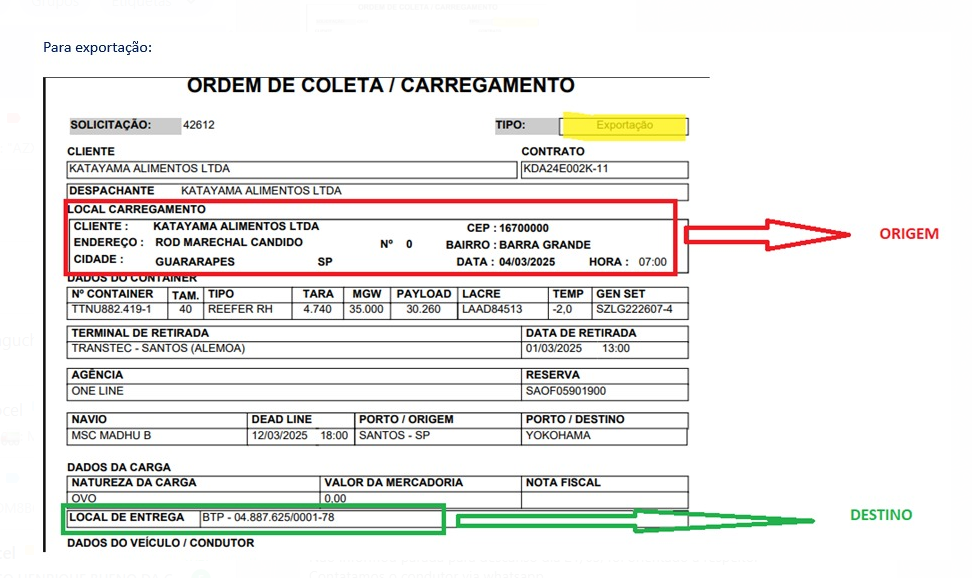 Para exportação:
ORDEM DE COLETA / CARREGAMENTO
SOLICITAÇÃO: 42612 TIPO: Exportação
CLIENTE CONTRATO
KATAYAMA ALIMENTOS LTDA KDA24E002K-11
DESPACHANTE KATAYAMA ALIMENTOS LTDA
LOCAL CARREGAMENTO
CLIENTE : KATAYAMA ALIMENTOS LTDA CEP : 16700000
ENDEREÇO : ROD MARECHAL CANDIDO Nº 0 BAIRRO : BARRA GRANDE
CIDADE : GUARARAPES SP DATA : 04/03/2025 HORA : 07:00
ORIGEM
DADOS DO CONTAINER
Nº CONTAINER TAM. TIPO TARA MGW PAYLOAD LACRE TEMP GEN SET
TTNU882.419-1 40 REEFER RH 4.740 35.000 30.260 LAAD84513 -2,0 SZLG222607-4
TERMINAL DE RETIRADA DATA DE RETIRADA
TRANSTEC - SANTOS (ALEMOA) 01/03/2025 13:00
AGÊNCIA RESERVA
ONE LINE SAOF05901900
NAVIO DEAD LINE PORTO / ORIGEM PORTO / DESTINO
MSC MADHU B 12/03/2025 18:00 SANTOS - SP YOKOHAMA
DADOS DA CARGA
NATUREZA DA CARGA VALOR DA MERCADORIA NOTA FISCAL
OVO 0,00
LOCAL DE ENTREGA BTP - 04.887.625/0001-78
DESTINO
DADOS DO VEÍCULO / CONDUTOR